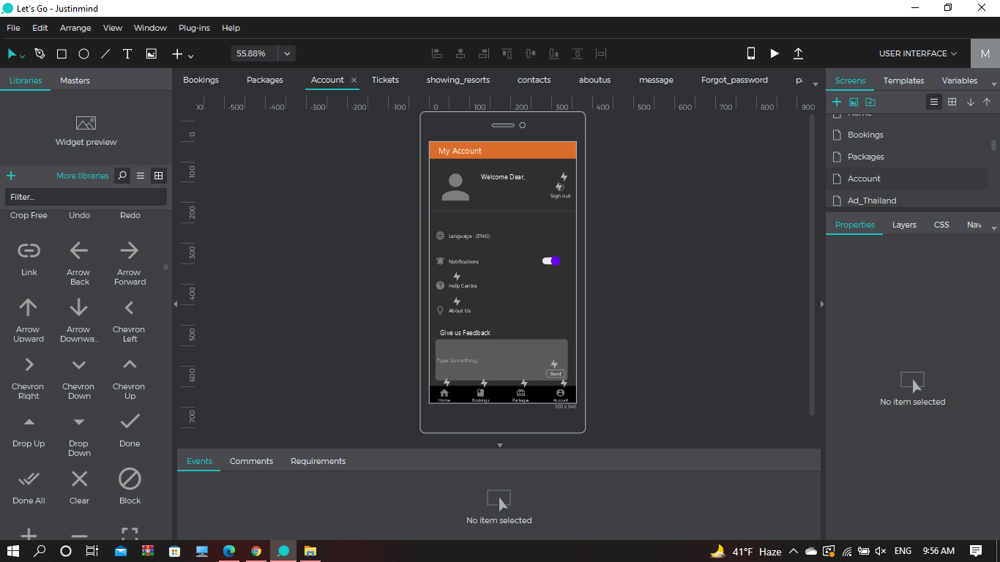 Let's Go - Justinmind
File Edit Arrange View Window Plug-ins Help
55.88%
USER INTERFACE M
Libraries Masters
Bookings Packages Account Tickets showing_resorts contacts aboutus message Forgot_password
Screens Templates Variables
-500 -400 -300 -200 -100 0 100 200 300 400 500 600 700 800 900
0 100 200 300 400 500 600 700
Widget preview
More libraries
Filter...
Crop Free Undo Redo
Link Arrow Back Arrow Forward
Arrow Upward Arrow Downwa... Chevron Left
Chevron Right Chevron Down Chevron Up
Drop Up Drop Down Done
Done All Clear Block
My Account
Welcome Dear,
Sign out
Language (ENG)
Notifications
Help Centre
About Us
Give us Feedback
Type Something..
Send
Home Bookings Packages Account
360 x 640
Home
Bookings
Packages
Account
Ad_Thailand
Properties Layers CSS Nav
No item selected
Events Comments Requirements
No item selected
41°F Haze ENG 9:56 AM